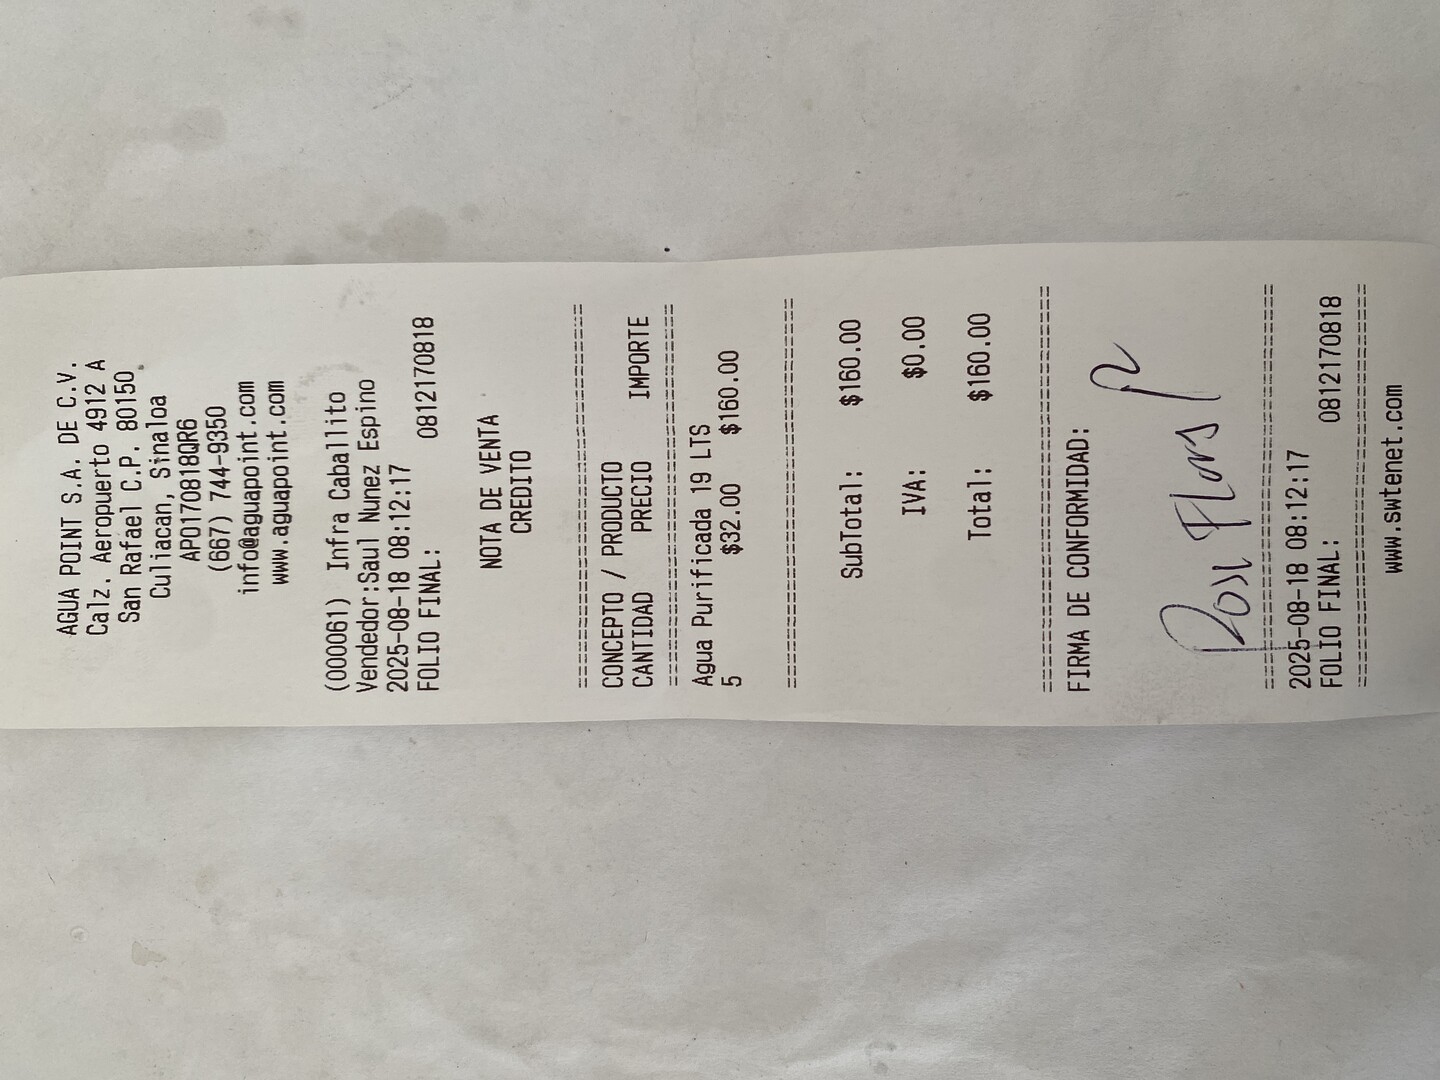 AGUA POINT S.A. DE C.V.
Calz. Aeropuerto 4912 A
San Rafael C.P. 80150
Culiacan, Sinaloa
APO170818QR6
(667) 744-9350
info@aguapoint.com
www.aguapoint.com
(000061) Infra Caballito
Vendedor:Saul Nunez Espino
2025-08-18 08:12:17
FOLIO FINAL: 0812170818
NOTA DE VENTA
CREDITO
CONCEPTO / PRODUCTO
CANTIDAD PRECIO IMPORTE
Agua Purificada 19 LTS
5 $32.00 $160.00
SubTotal: $160.00
IVA: $0.00
Total: $160.00
FIRMA DE CONFORMIDAD:
Flors
2025-08-18 08:12:17
FOLIO FINAL: 0812170818
www.swtenet.com